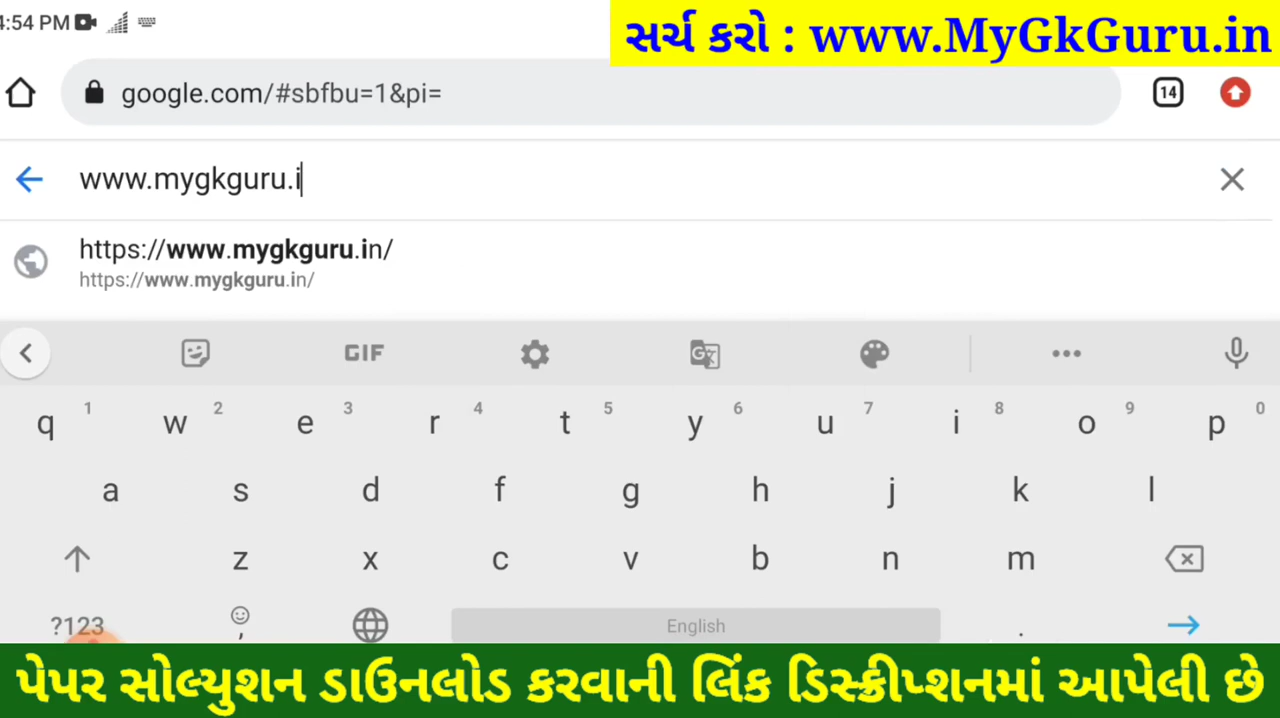 4:54 PM
સર્ચ કરો : www.MyGkGuru.in
google.com/#sbfbu=1&pi=
14
www.mygkguru.i
https://www.mygkguru.in/
https://www.mygkguru.in/
GIF
q 1 w 2 e 3 r 4 t 5 y 6 u 7 i 8 o 9 p 0
a s d f g h j k l
z x c v b n m
?123 , English .
પેપર સોલ્યુશન ડાઉનલોડ કરવાની લિંક ડિસ્ક્રીપ્શનમાં આપેલી છે